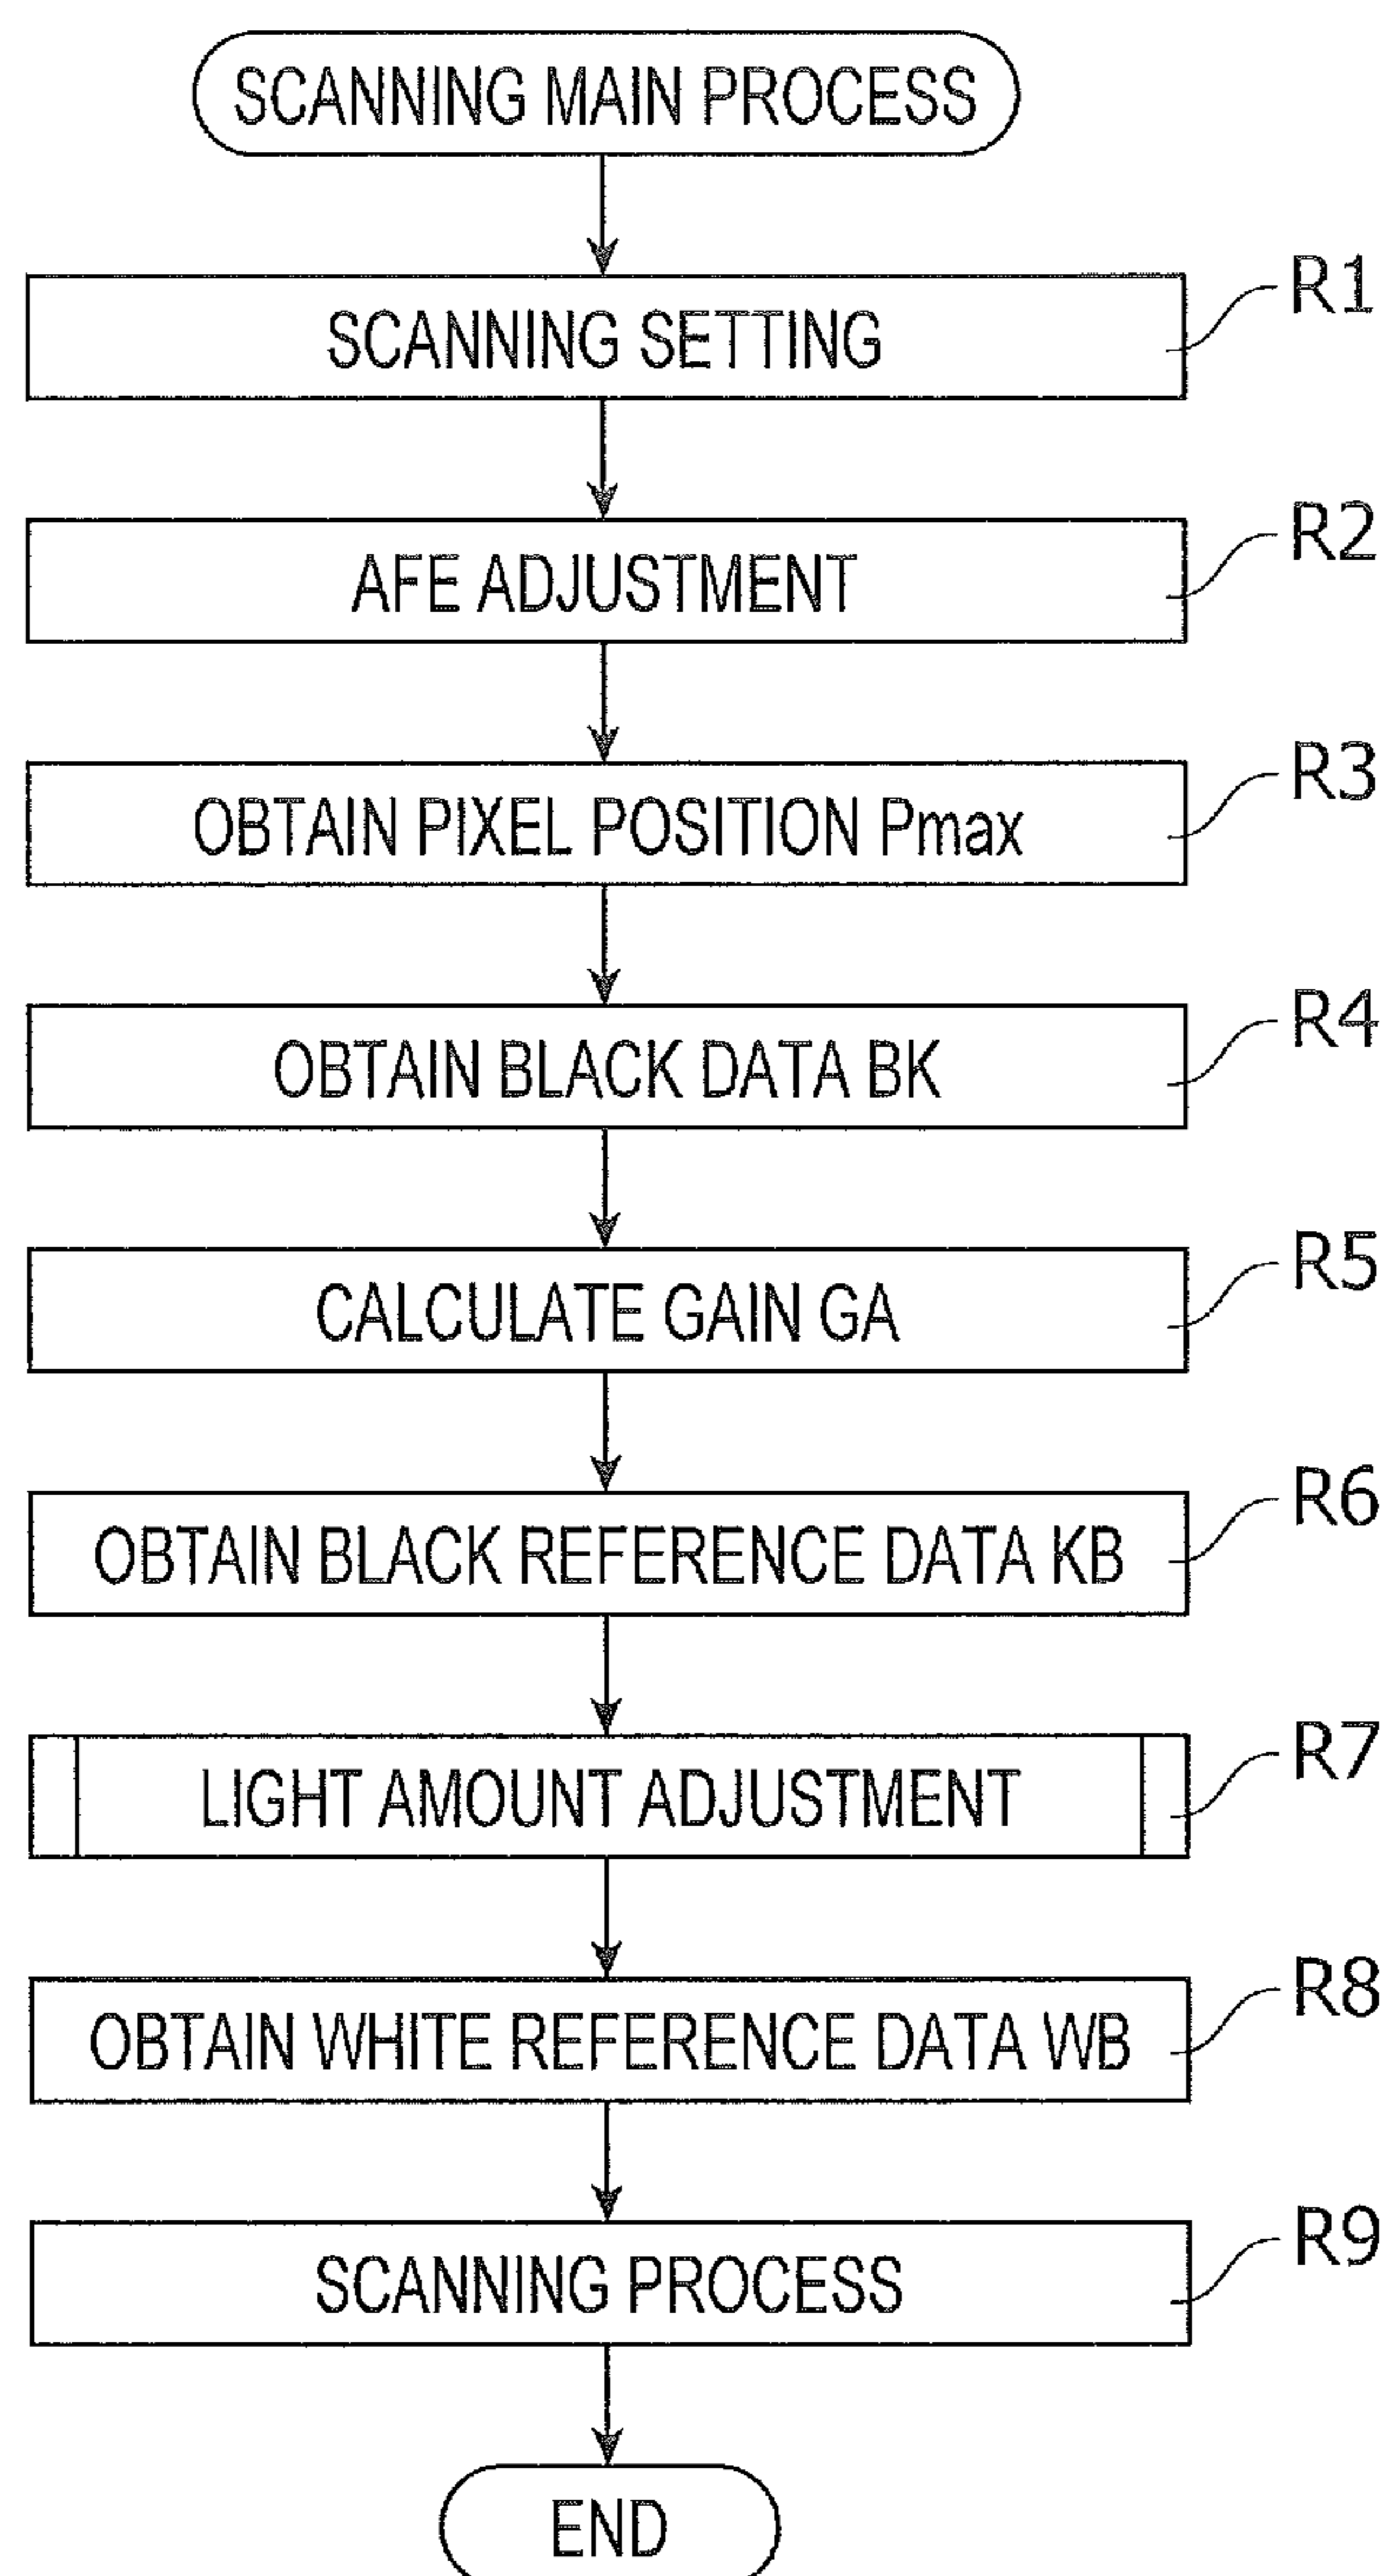 SCANNING MAIN PROCESS
SCANNING SETTING
R1
AFE ADJUSTMENT
R2
OBTAIN PIXEL POSITION Pmax
R3
OBTAIN BLACK DATA BK
R4
CALCULATE GAIN GA
R5
OBTAIN BLACK REFERENCE DATA KB
R6
LIGHT AMOUNT ADJUSTMENT
R7
OBTAIN WHITE REFERENCE DATA WB
R8
SCANNING PROCESS
R9
END